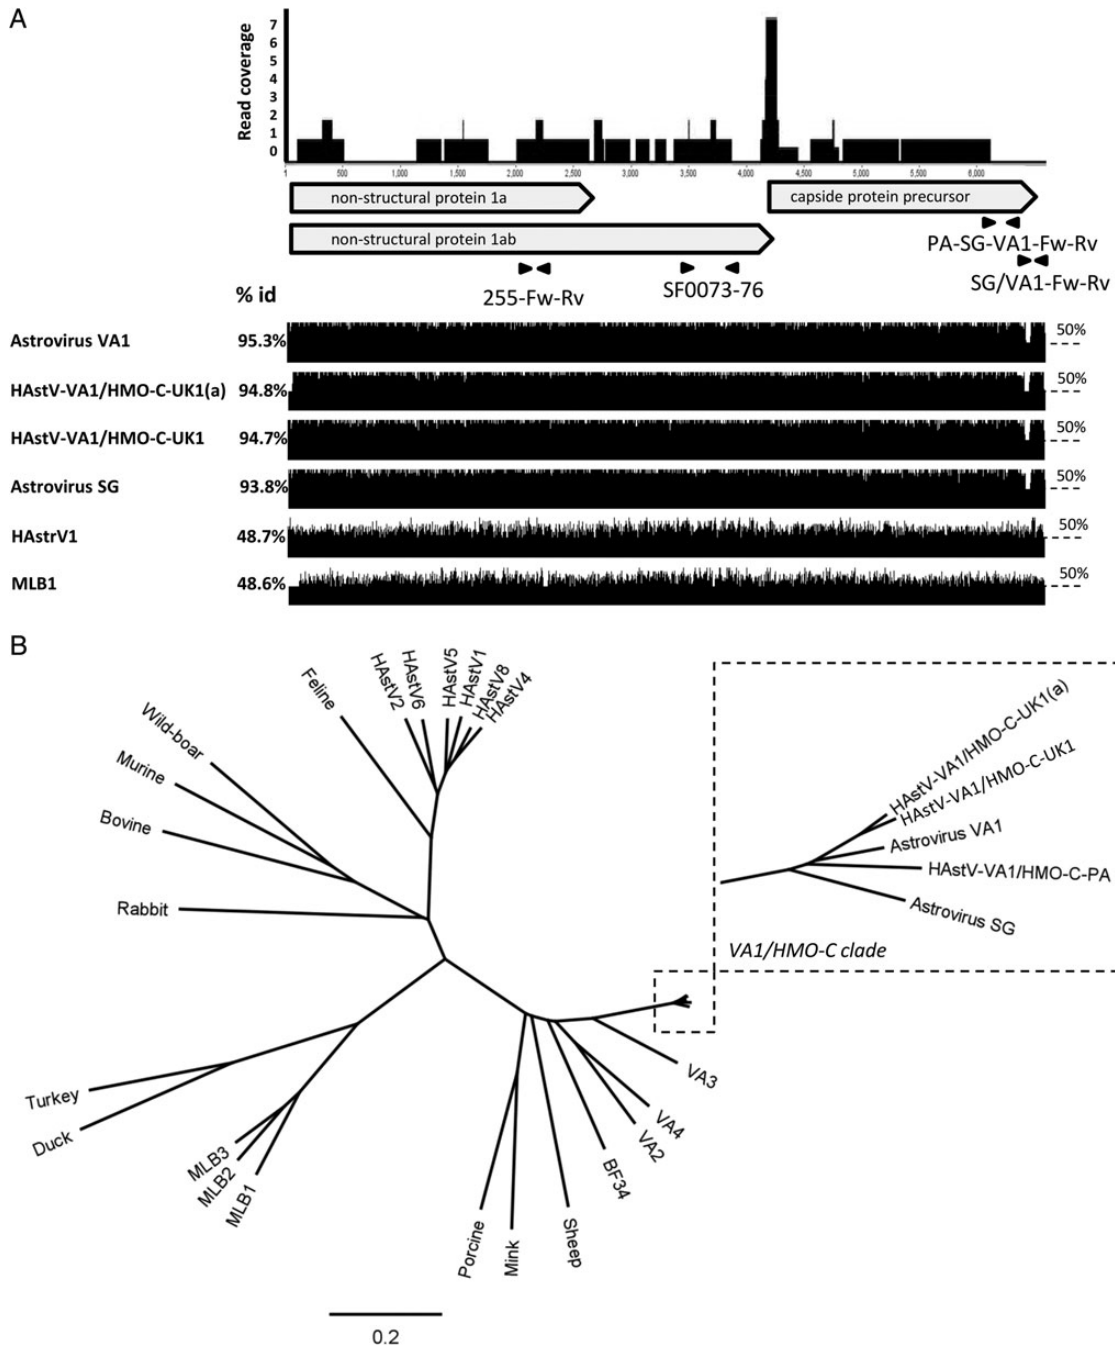 A
Read coverage
7
6
5
4
3
2
1
0
1 500 1,000 1,500 2,000 2,500 3,000 3,500 4,000 4,500 5,000 5,500 6,000
non-structural protein 1a
capside protein precursor
non-structural protein 1ab
PA-SG-VA1-Fw-Rv
255-Fw-Rv
SF0073-76
SG/VA1-Fw-Rv
% id
Astrovirus VA1 95.3% 50%
HAstV-VA1/HMO-C-UK1(a) 94.8% 50%
HAstV-VA1/HMO-C-UK1 94.7% 50%
Astrovirus SG 93.8% 50%
HAstrV1 48.7% 50%
MLB1 48.6% 50%
B
Feline
HAstV2
HAstV6
HAstV5
HAstV1
HAstV8
HAstV4
Wild-boar
Murine
Bovine
Rabbit
HAstV-VA1/HMO-C-UK1(a)
HAstV-VA1/HMO-C-UK1
Astrovirus VA1
HAstV-VA1/HMO-C-PA
Astrovirus SG
VA1/HMO-C clade
Turkey
Duck
MLB3
MLB2
MLB1
Porcine
Mink
Sheep
BF34
VA2
VA4
VA3
0.2